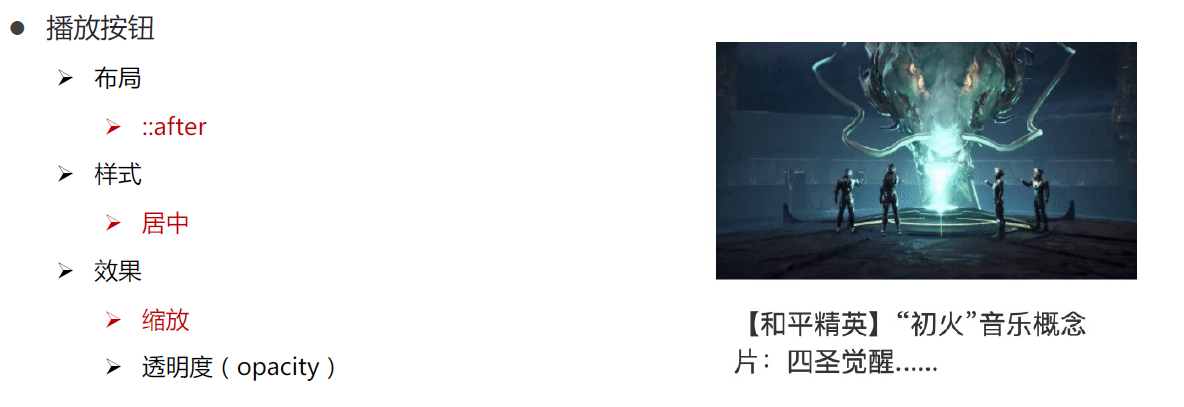 播放按钮
布局
::after
样式
居中
效果
缩放
透明度（opacity）
【和平精英】“初火”音乐概念
片：四圣觉醒......